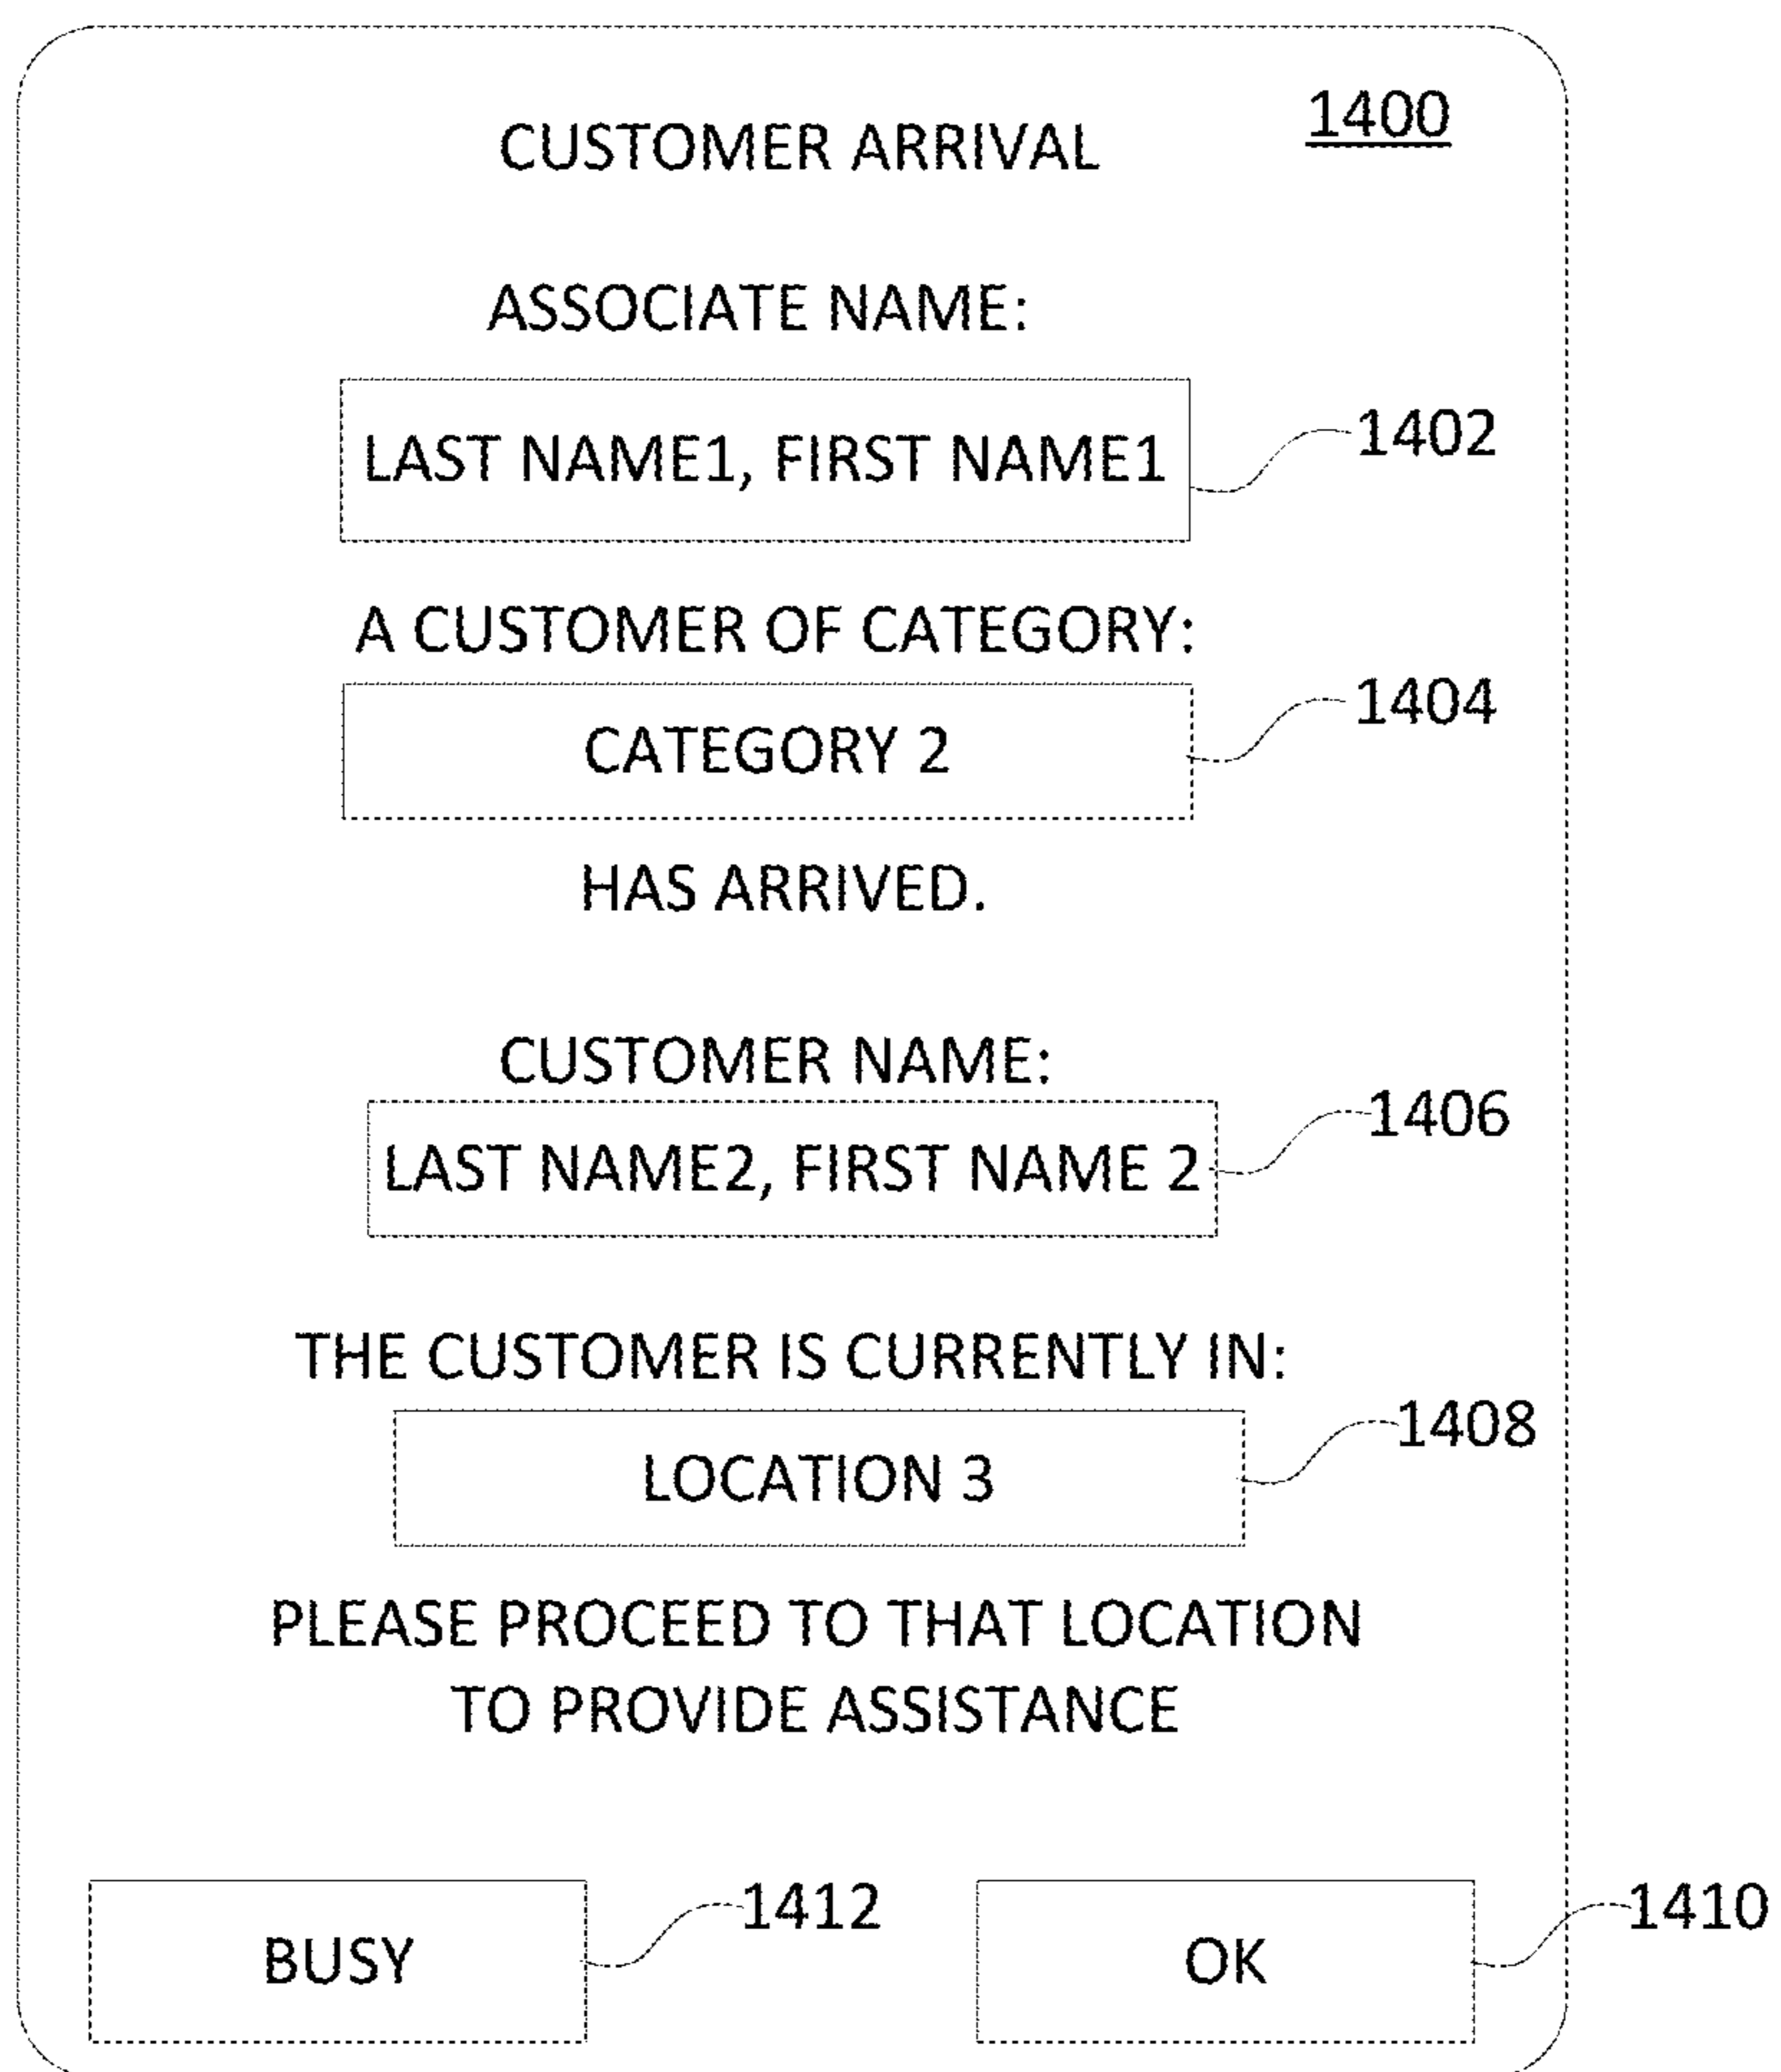 1400
CUSTOMER ARRIVAL
ASSOCIATE NAME:
LAST NAME1, FIRST NAME1
1402
A CUSTOMER OF CATEGORY:
CATEGORY 2
1404
HAS ARRIVED.
CUSTOMER NAME:
LAST NAME2, FIRST NAME 2
1406
THE CUSTOMER IS CURRENTLY IN:
LOCATION 3
1408
PLEASE PROCEED TO THAT LOCATION
TO PROVIDE ASSISTANCE
BUSY
1412
OK
1410